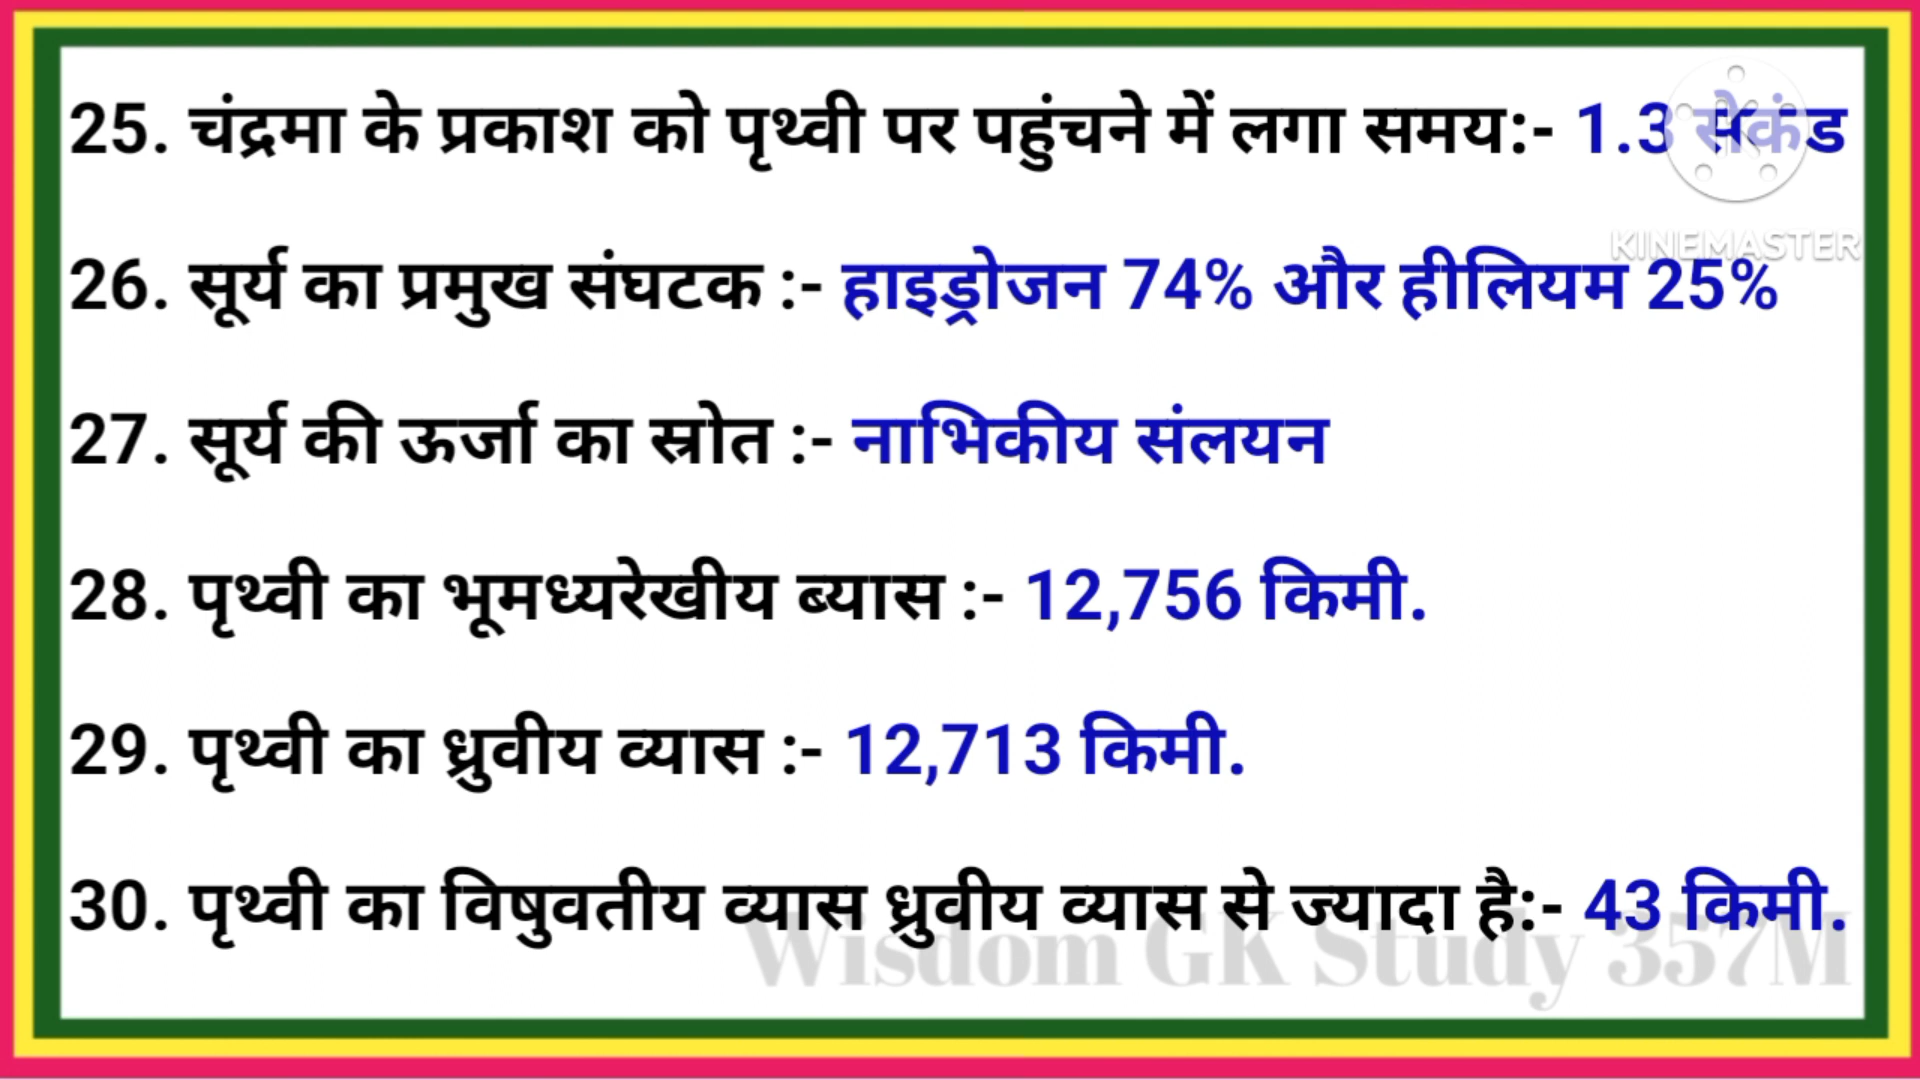 25. चंद्रमा के प्रकाश को पृथ्वी पर पहुंचने में लगा समय:- 1.3 सेकंड
KINEMASTER
26. सूर्य का प्रमुख संघटक :- हाइड्रोजन 74% और हीलियम 25%
27. सूर्य की ऊर्जा का स्रोत :- नाभिकीय संलयन
28. पृथ्वी का भूमध्यरेखीय ब्यास :- 12,756 किमी.
29. पृथ्वी का ध्रुवीय व्यास :- 12,713 किमी.
30. पृथ्वी का विषुवतीय व्यास ध्रुवीय व्यास से ज्यादा है:- 43 किमी.
Wisdom GK Study 357M